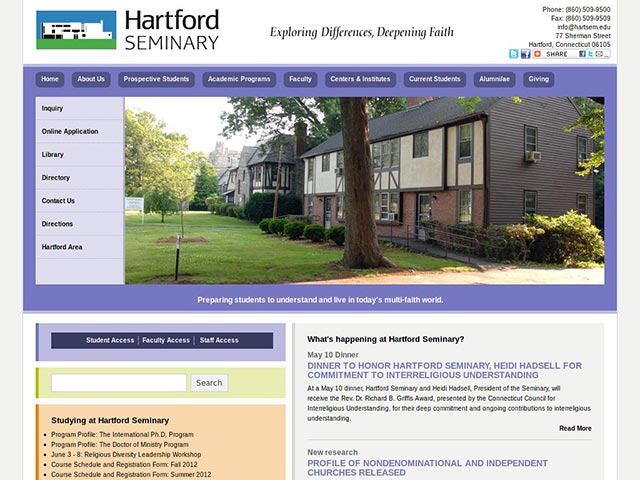 Hartford
SEMINARY
Exploring Differences, Deepening Faith
Phone: (860) 509-9500
Fax: (860) 509-9509
info@hartsem.edu
77 Sherman Street
Hartford, Connecticut 06105
SHARE
Home About Us Prospective Students Academic Programs Faculty Centers & Institutes Current Students Alumni/ae Giving
Inquiry
Online Application
Library
Directory
Contact Us
Directions
Hartford Area
Preparing students to understand and live in today's multi-faith world.
Student Access | Faculty Access | Staff Access
Search
Studying at Hartford Seminary
Program Profile: The International Ph.D. Program
Program Profile: The Doctor of Ministry Program
June 3 - 8: Religious Diversity Leadership Workshop
Course Schedule and Registration Form: Fall 2012
Course Schedule and Registration Form: Summer 2012
What's happening at Hartford Seminary?
May 10 Dinner
DINNER TO HONOR HARTFORD SEMINARY, HEIDI HADSELL FOR
COMMITMENT TO INTERRELIGIOUS UNDERSTANDING
At a May 10 dinner, Hartford Seminary and Heidi Hadsell, President of the Seminary, will
receive the Rev. Dr. Richard B. Griffis Award, presented by the Connecticut Council for
Interreligious Understanding, for their deep commitment and ongoing contributions to interreligious
understanding.
Read More
New research
PROFILE OF NONDENOMINATIONAL AND INDEPENDENT
CHURCHES RELEASED